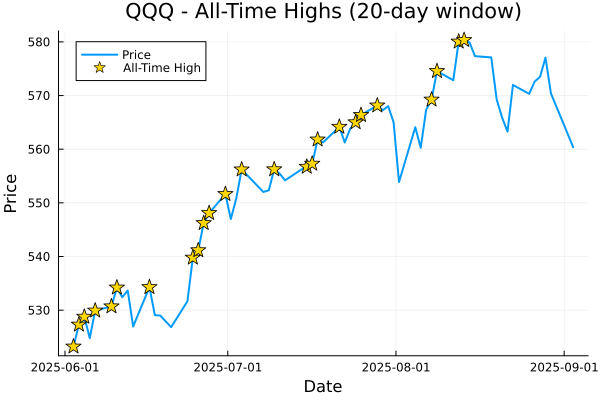 QQQ - All-Time Highs (20-day window)
Price
All-Time High
Price
580
570
560
550
540
530
2025-06-01 2025-07-01 2025-08-01 2025-09-01
Date